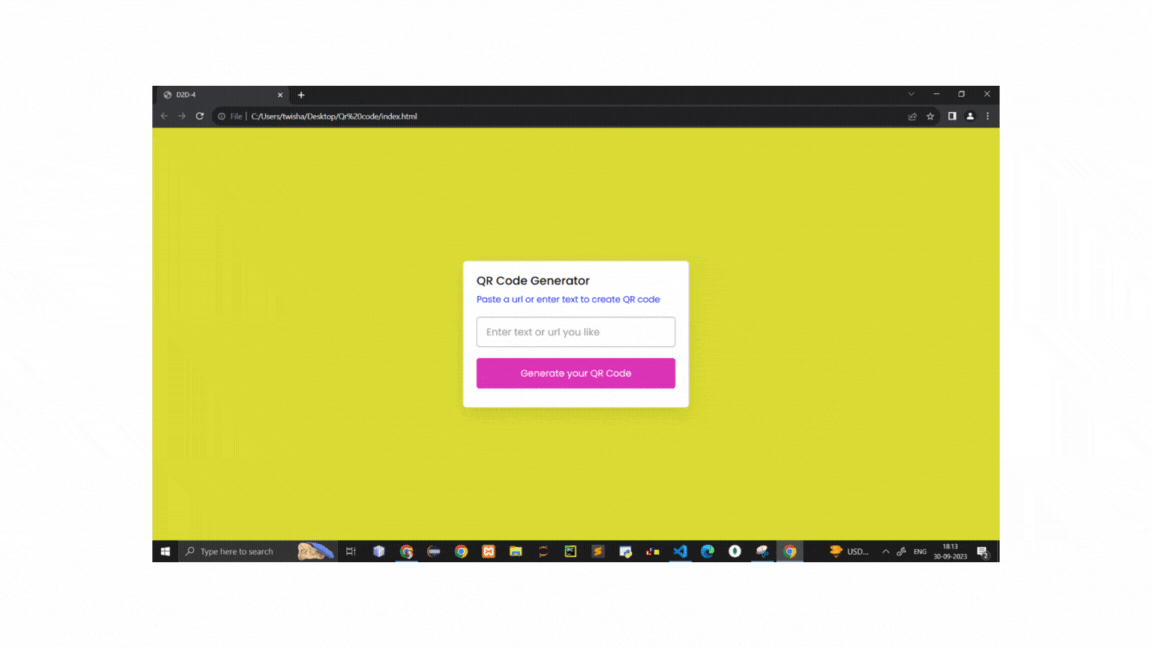 D2D-4
File | C:/Users/twisha/Desktop/Qr%20code/index.html
QR Code Generator
Paste a url or enter text to create QR code
Enter text or url you like
Generate your QR Code
Type here to search
USD...
ENG
18:13
30-09-2023
2